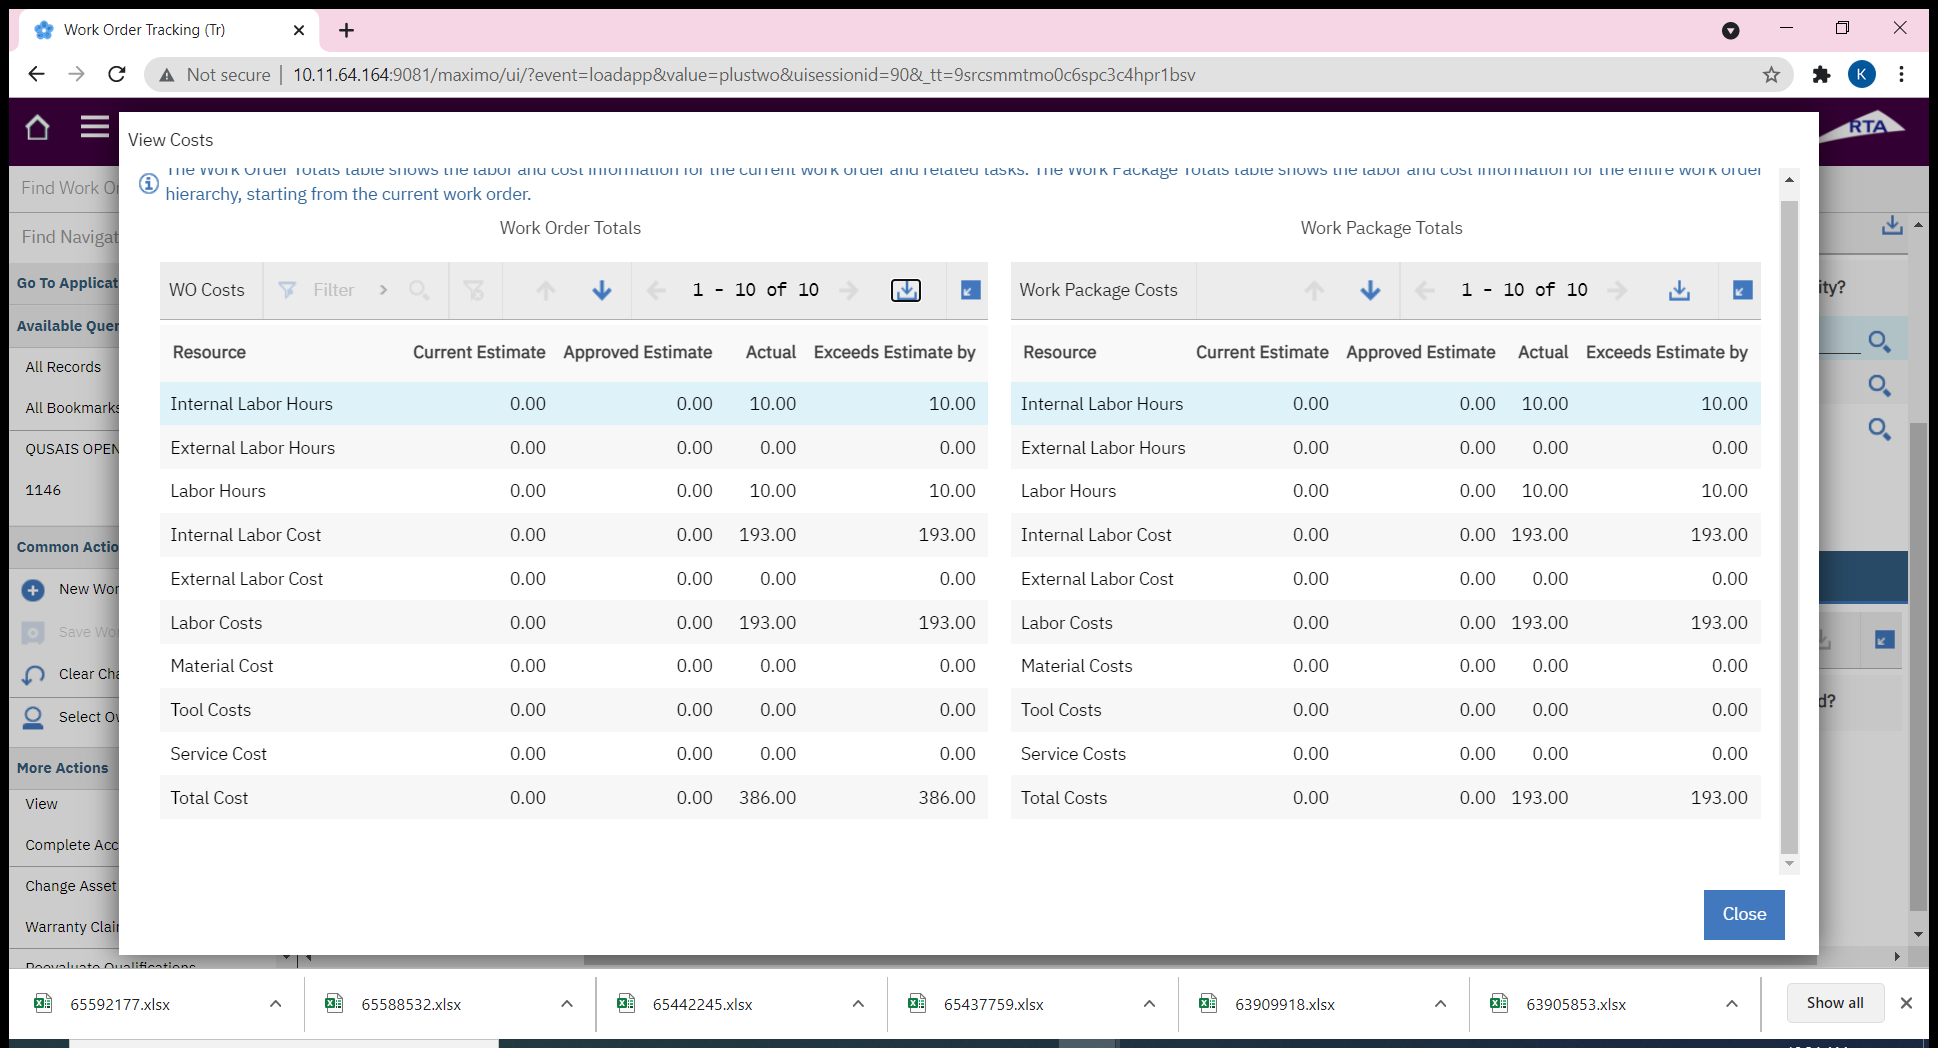 Work Order Tracking (Tr)
Not secure | 10.11.64.164:9081/maximo/ui/?event=loadapp&value=plustwo&uisessionid=90&_tt=9srcsmmtmo0c6spc3c4hpr1bsv
K
RTA
View Costs
The Work Order Totals table shows the labor and cost information for the current work order and related tasks. The Work Package Totals table shows the labor and cost information for the entire work order
hierarchy, starting from the current work order.
Work Order Totals
WO Costs Filter 1 - 10 of 10
Resource Current Estimate Approved Estimate Actual Exceeds Estimate by
Internal Labor Hours 0.00 0.00 10.00 10.00
External Labor Hours 0.00 0.00 0.00 0.00
Labor Hours 0.00 0.00 10.00 10.00
Internal Labor Cost 0.00 0.00 193.00 193.00
External Labor Cost 0.00 0.00 0.00 0.00
Labor Costs 0.00 0.00 193.00 193.00
Material Cost 0.00 0.00 0.00 0.00
Tool Costs 0.00 0.00 0.00 0.00
Service Cost 0.00 0.00 0.00 0.00
Total Cost 0.00 0.00 386.00 386.00
Work Package Totals
Work Package Costs 1 - 10 of 10
Resource Current Estimate Approved Estimate Actual Exceeds Estimate by
Internal Labor Hours 0.00 0.00 10.00 10.00
External Labor Hours 0.00 0.00 0.00 0.00
Labor Hours 0.00 0.00 10.00 10.00
Internal Labor Cost 0.00 0.00 193.00 193.00
External Labor Cost 0.00 0.00 0.00 0.00
Labor Costs 0.00 0.00 193.00 193.00
Material Costs 0.00 0.00 0.00 0.00
Tool Costs 0.00 0.00 0.00 0.00
Service Costs 0.00 0.00 0.00 0.00
Total Costs 0.00 0.00 193.00 193.00
Close
Find Work O
Find Navigat
Go To Applicat
Available Quer
All Records
All Bookmarks
QUSAIS OPEN
1146
Common Actio
New Wor
Save Wo
Clear Cha
Select Ow
More Actions
View
Complete Acc
Change Asset
Warranty Clai
Reevaluate Qualifications
ity?
d?
65592177.xlsx
65588532.xlsx
65442245.xlsx
65437759.xlsx
63909918.xlsx
63905853.xlsx
Show all